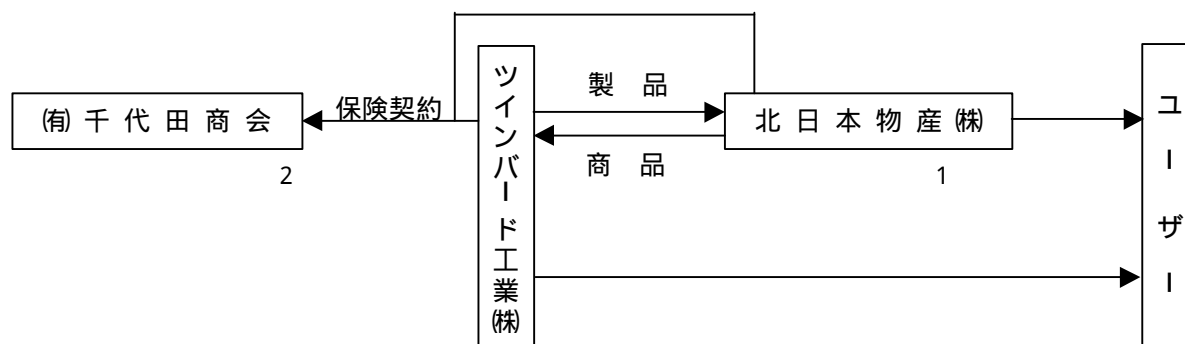 ㈲千代田商会
保険契約
2
ツインバード工業㈱
製品
商品
北日本物産㈱
1
ユーザー